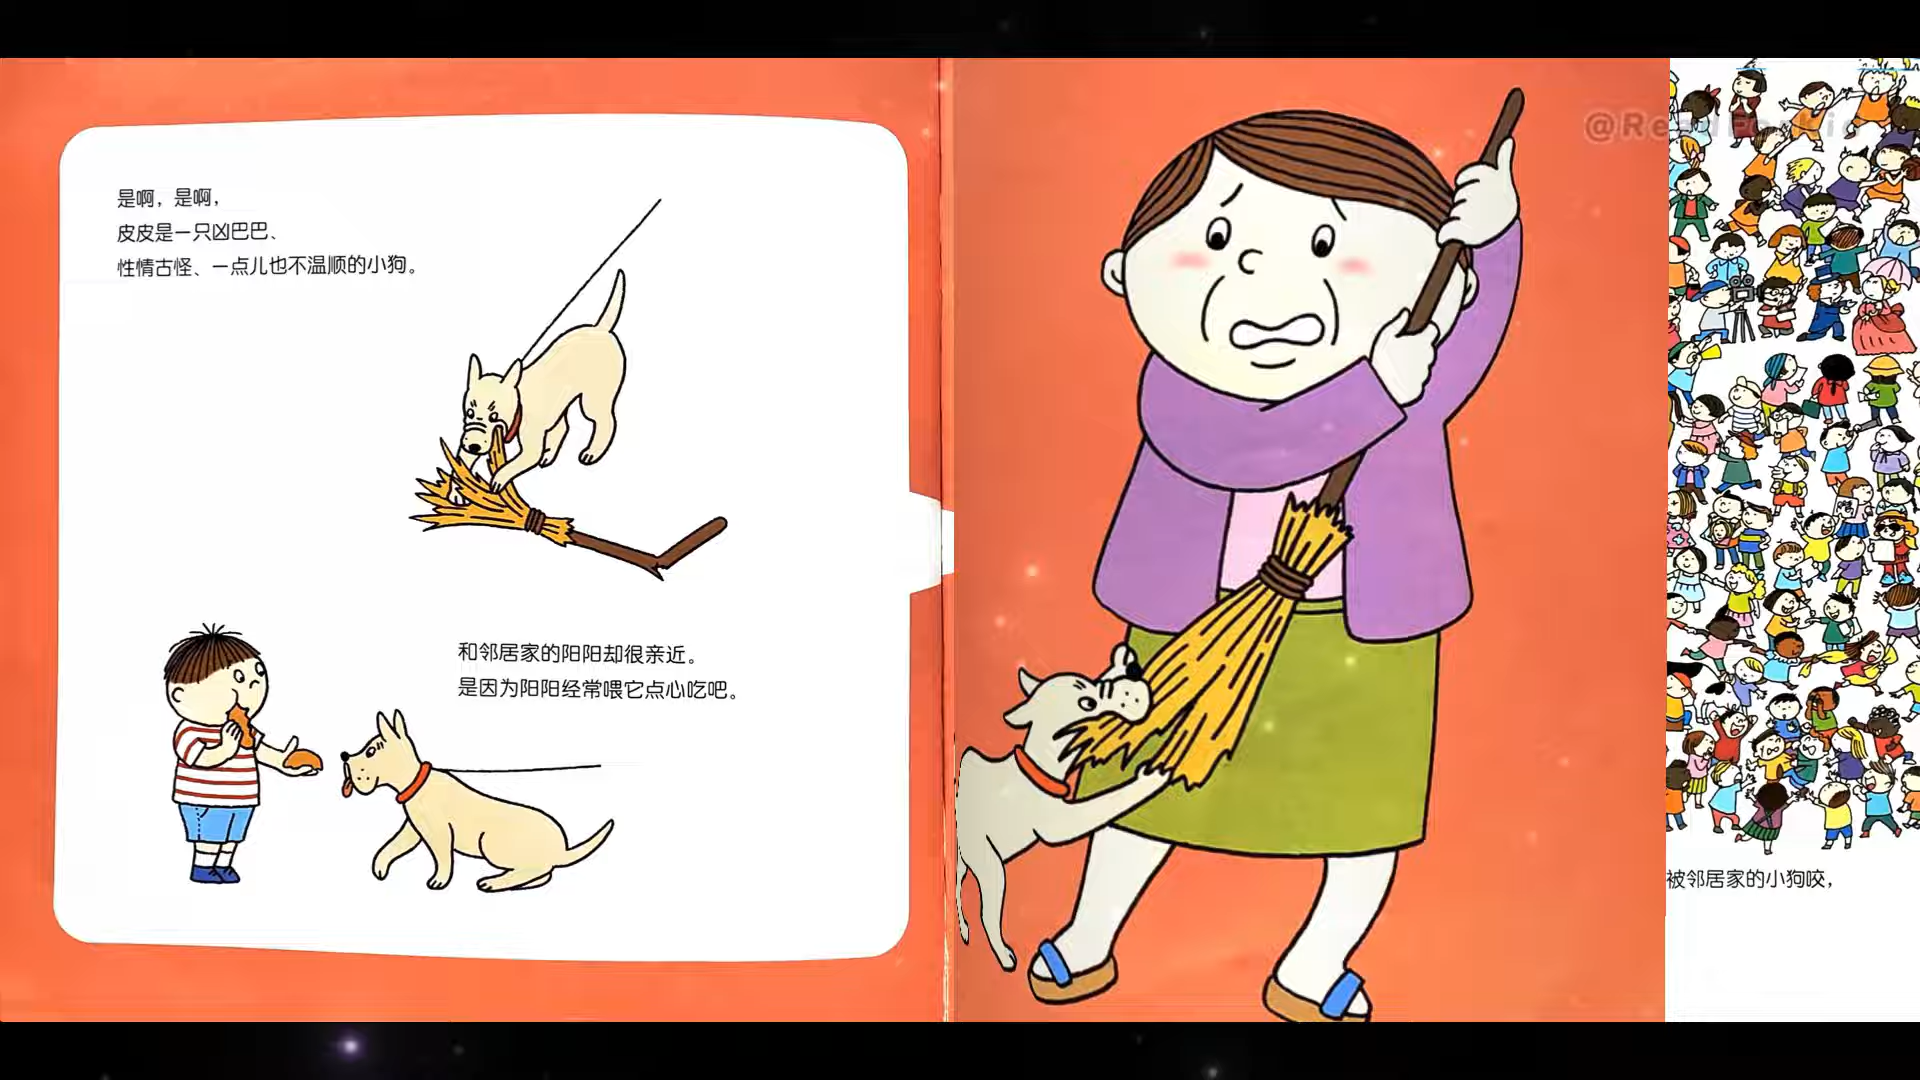 是啊，是啊，
皮皮是一只凶巴巴、
性情古怪、一点儿也不温顺的小狗。
和邻居家的阳阳却很亲近。
是因为阳阳经常喂它点心吃吧。
被邻居家的小狗咬，